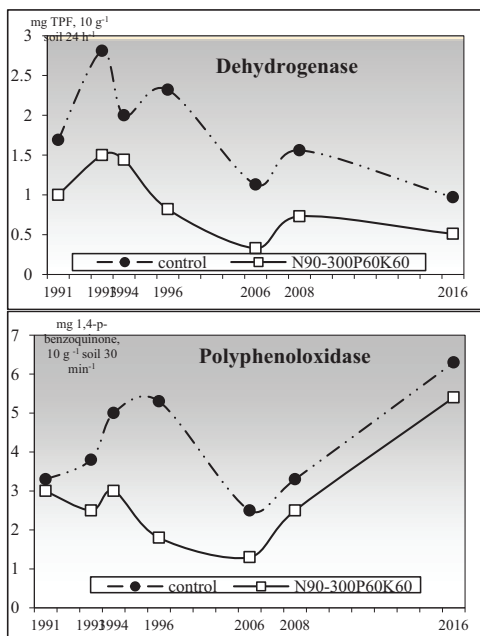 mg TPF, 10 g⁻¹
soil 24 h⁻¹
Dehydrogenase
3
2.5
2
1.5
1
0.5
0
control
N90-300P60K60
1991
1993
1994
1996
2006
2008
2016
mg 1,4-p-
benzoquinone,
10 g ⁻¹ soil 30
min⁻¹
Polyphenoloxidase
7
6
5
4
3
2
1
0
control
N90-300P60K60
1991
1993
1994
1996
2006
2008
2016